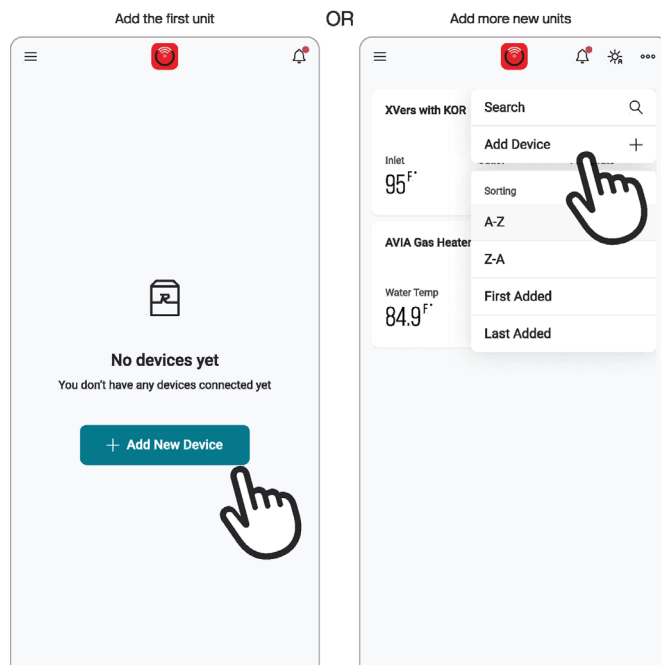 Add the first unit
OR
Add more new units
No devices yet
You don't have any devices connected yet
+ Add New Device
XVers with KOR
Inlet
95F°
AVIA Gas Heater
Water Temp
84.9F°
Search
Add Device
Sorting
A-Z
Z-A
First Added
Last Added